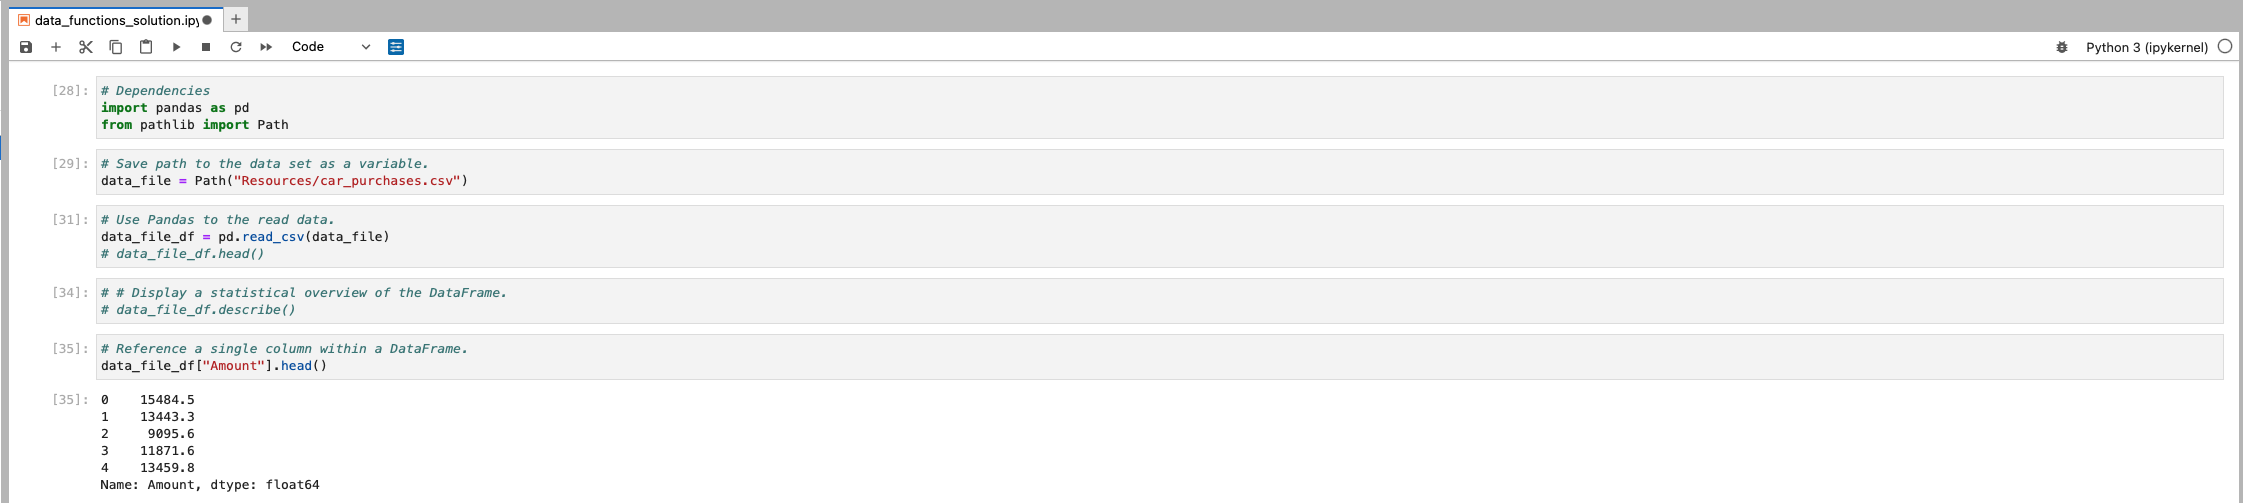 data_functions_solution.ipy
Code
Python 3 (ipykernel)
[28]: # Dependencies
import pandas as pd
from pathlib import Path
[29]: # Save path to the data set as a variable.
data_file = Path("Resources/car_purchases.csv")
[31]: # Use Pandas to the read data.
data_file_df = pd.read_csv(data_file)
# data_file_df.head()
[34]: # # Display a statistical overview of the DataFrame.
# data_file_df.describe()
[35]: # Reference a single column within a DataFrame.
data_file_df["Amount"].head()
[35]: 0    15484.5
1    13443.3
2     9095.6
3    11871.6
4    13459.8
Name: Amount, dtype: float64